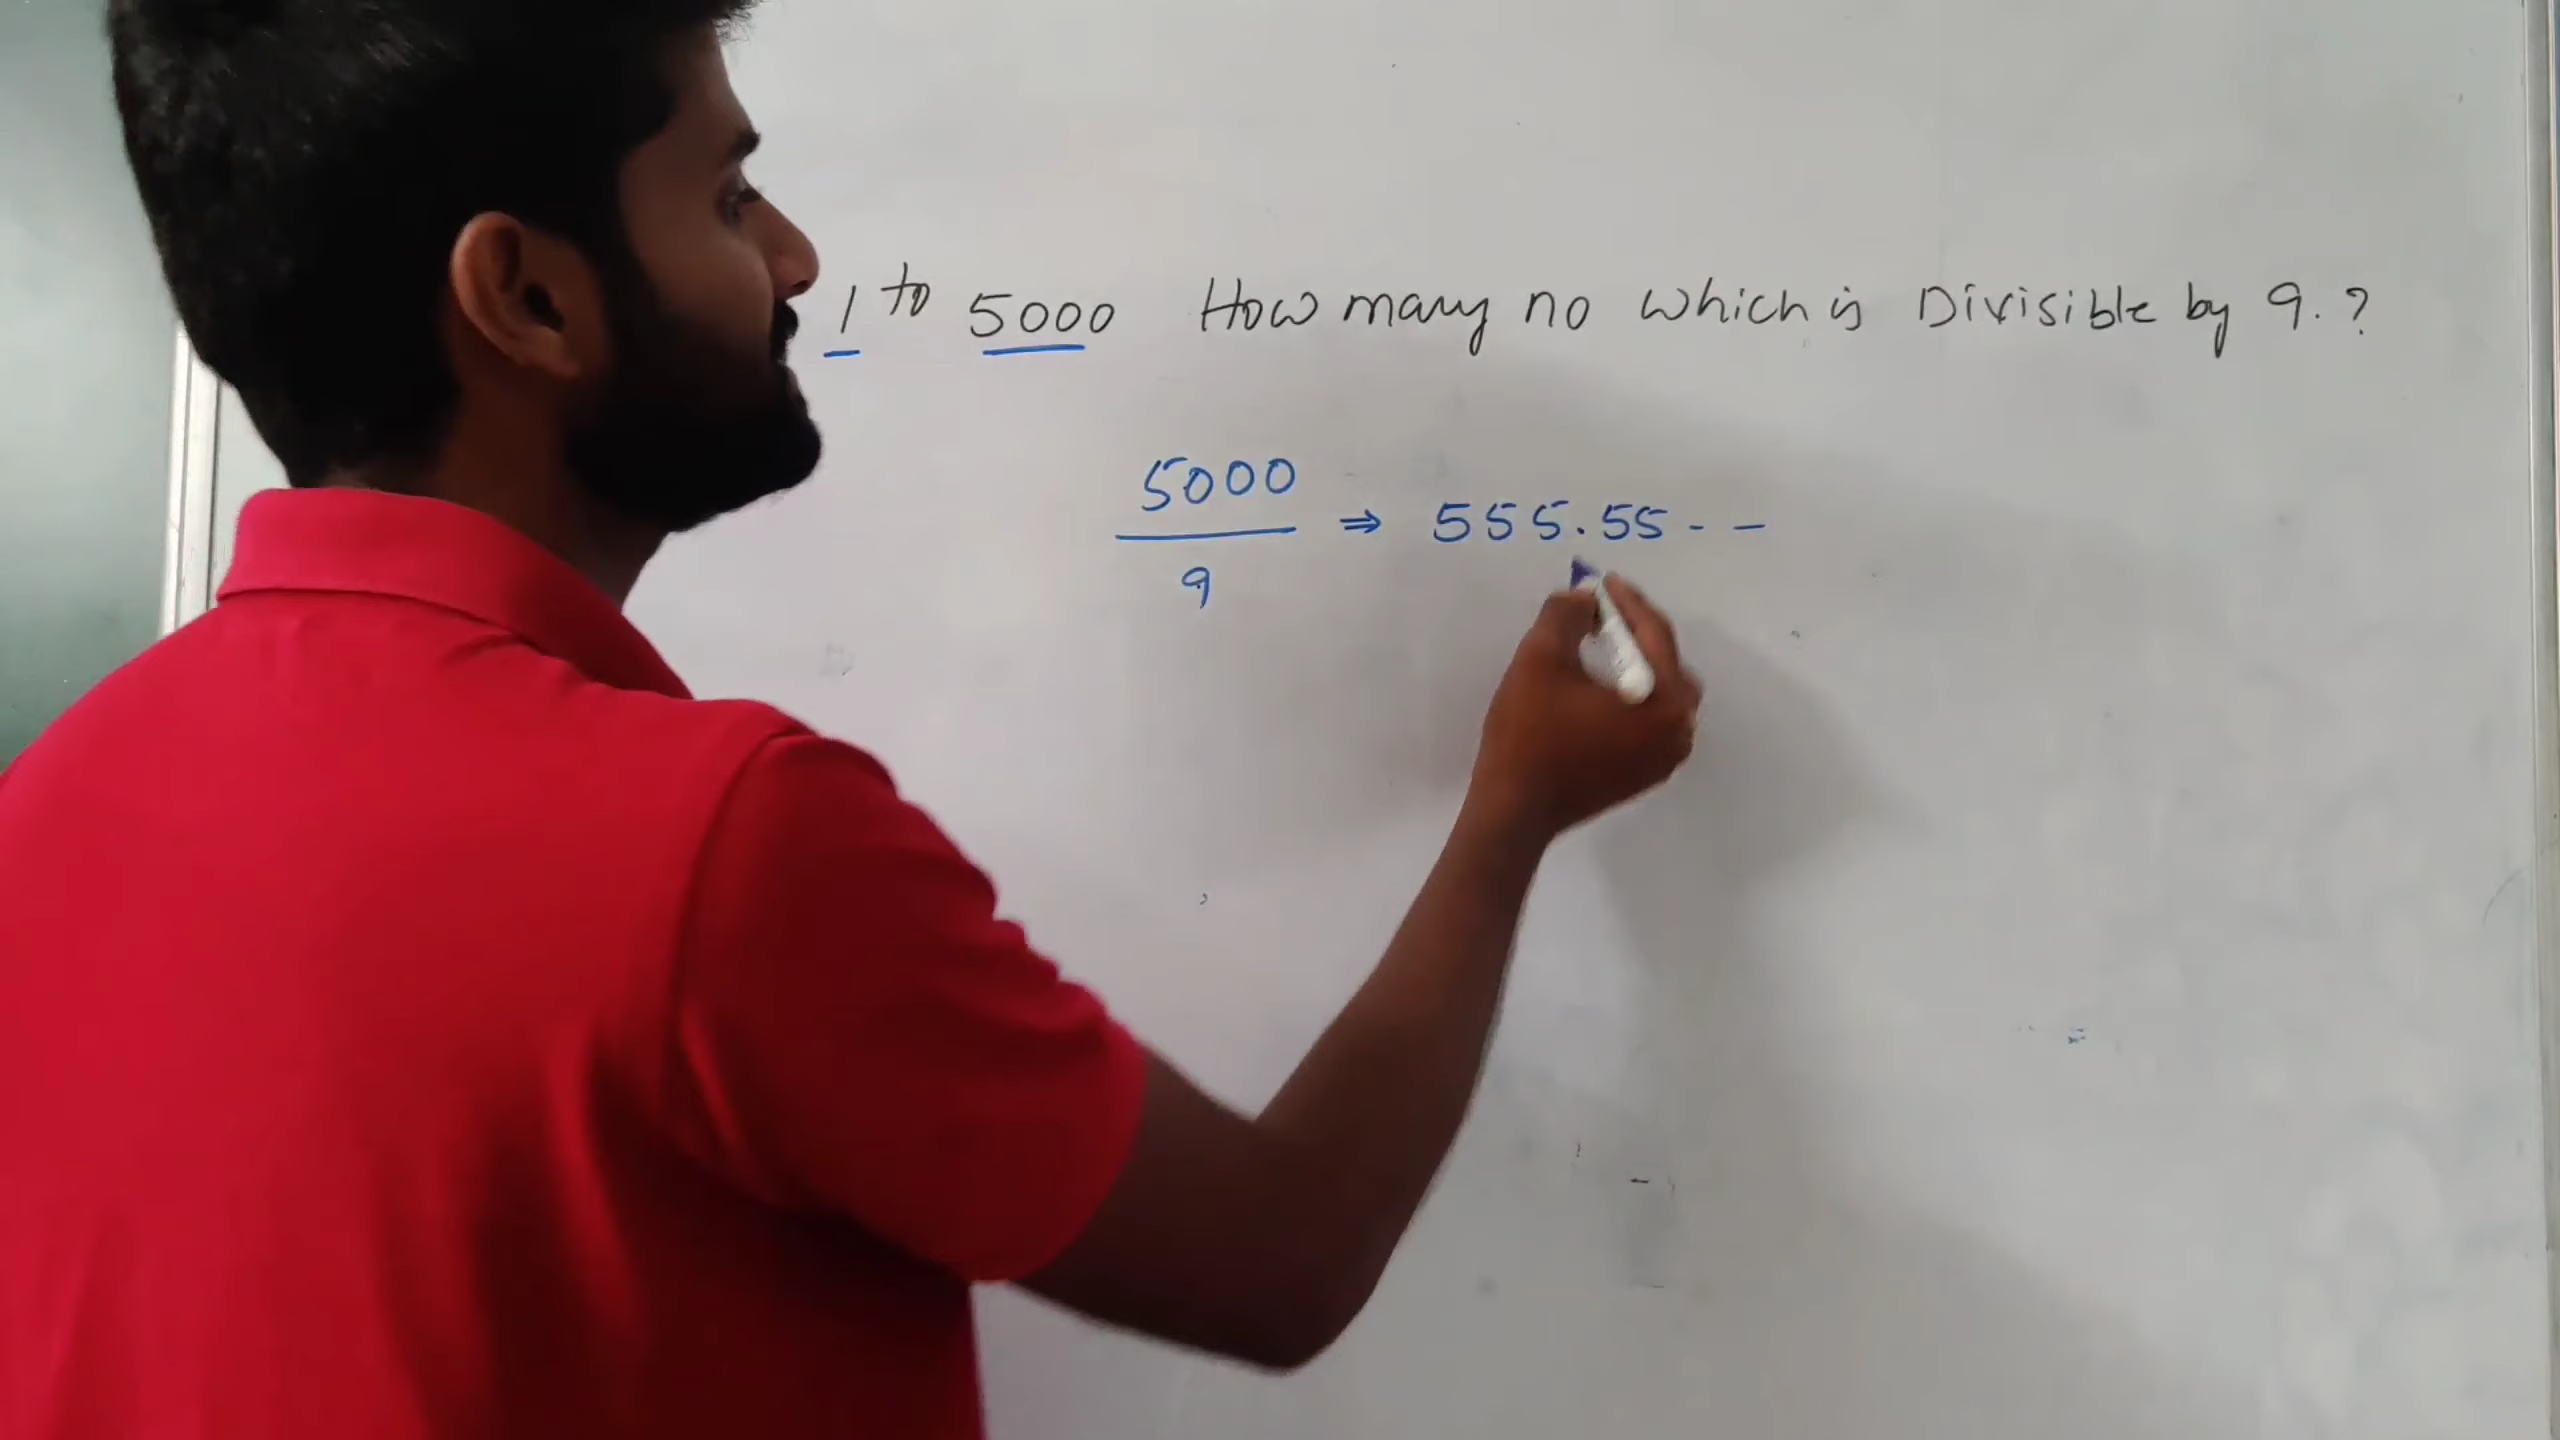 1 to 5000 How many no which is Divisible by 9.?
5000
⇒ 555.55 - -
9